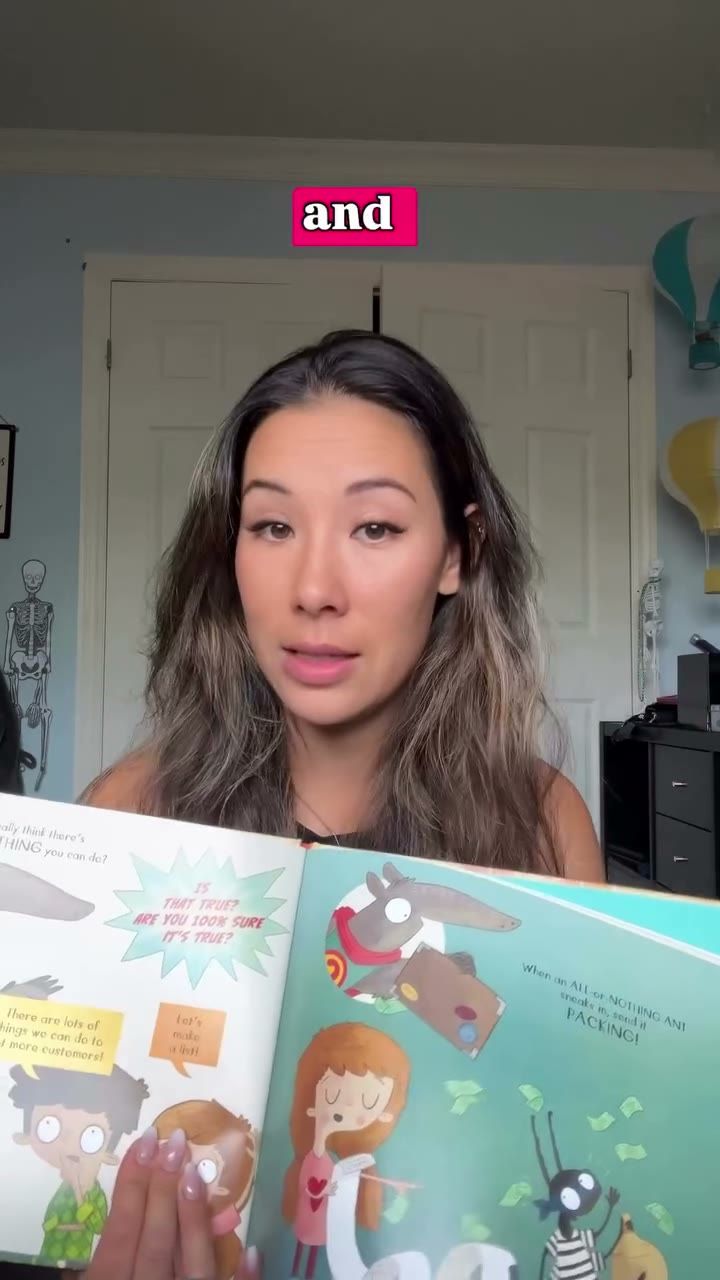 and
ally think there's
THING you can do?
IS
THAT TRUE?
ARE YOU 100% SURE
IT'S TRUE?
There are lots of
hings we can do to
t more customers!
Let's
make
a list!
When an ALL-or NOTHING ANT
sneaks in, send it
PACKING!